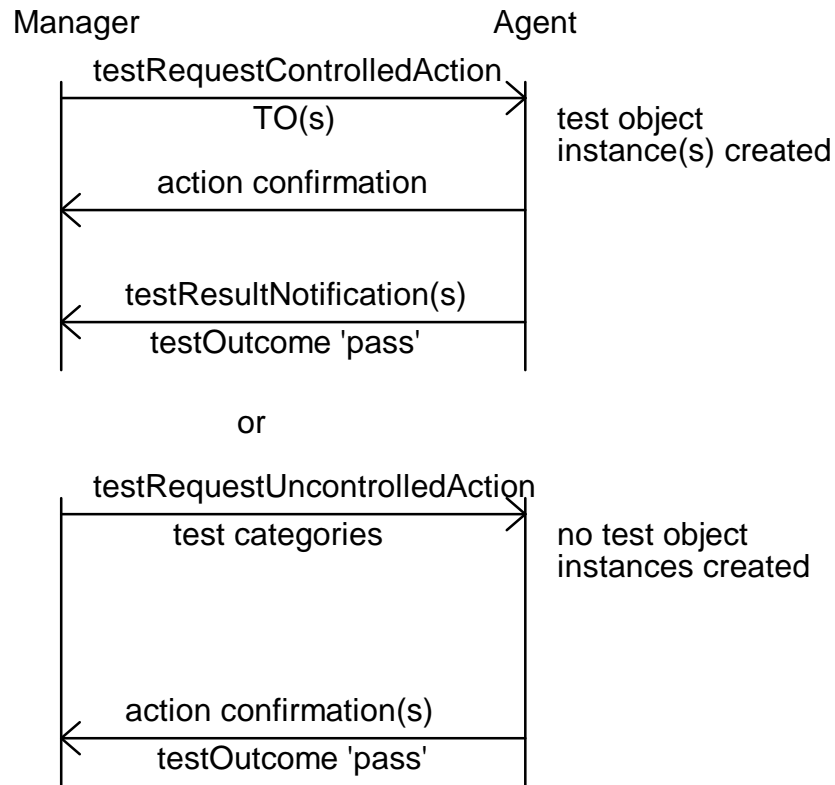 Manager
Agent
testRequestControlledAction
TO(s)
test object
instance(s) created
action confirmation
testResultNotification(s)
testOutcome 'pass'
or
testRequestUncontrolledAction
test categories
no test object
instances created
action confirmation(s)
testOutcome 'pass'